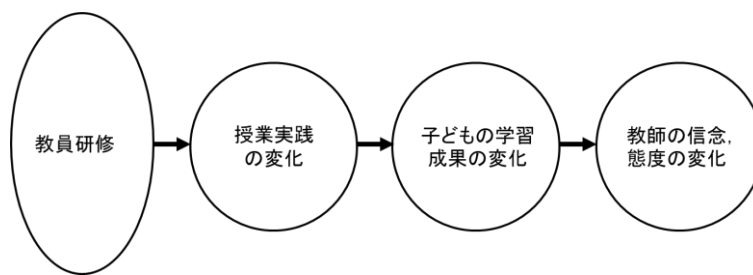 教員研修
授業実践
の変化
子どもの学習
成果の変化
教師の信念,
態度の変化